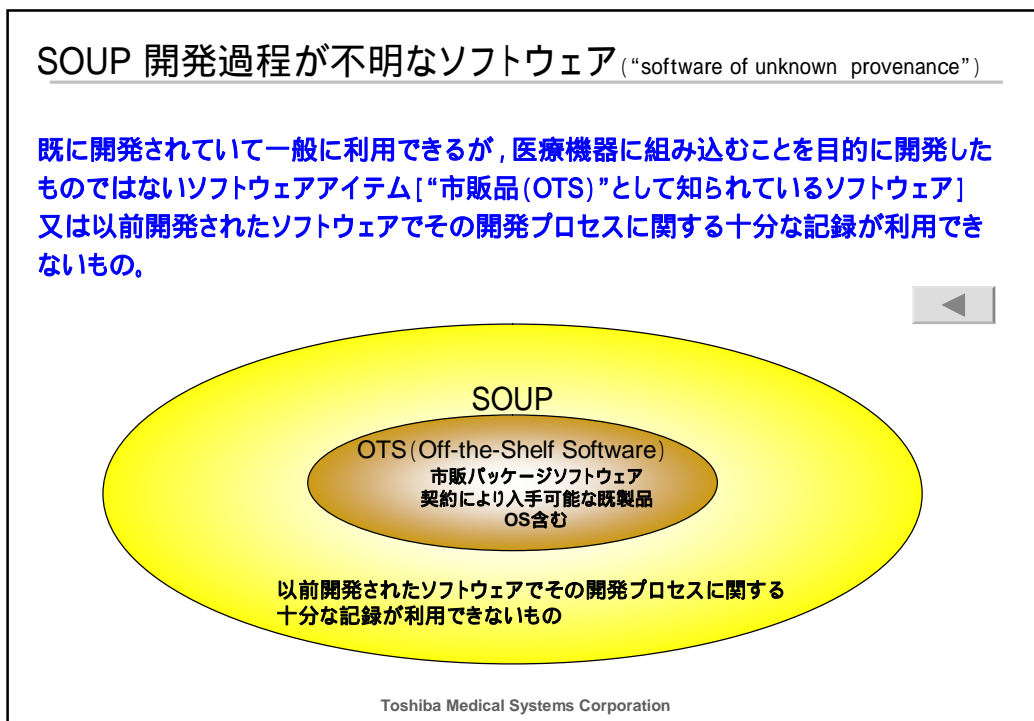 SOUP 開発過程が不明なソフトウェア(“software of unknown provenance”)
既に開発されていて一般に利用できるが,医療機器に組み込むことを目的に開発した
ものではないソフトウェアアイテム[“市販品(OTS)”として知られているソフトウェア]
又は以前開発されたソフトウェアでその開発プロセスに関する十分な記録が利用でき
ないもの。
SOUP
OTS(Off-the-Shelf Software)
市販パッケージソフトウェア
契約により入手可能な既製品
OS含む
以前開発されたソフトウェアでその開発プロセスに関する
十分な記録が利用できないもの
Toshiba Medical Systems Corporation